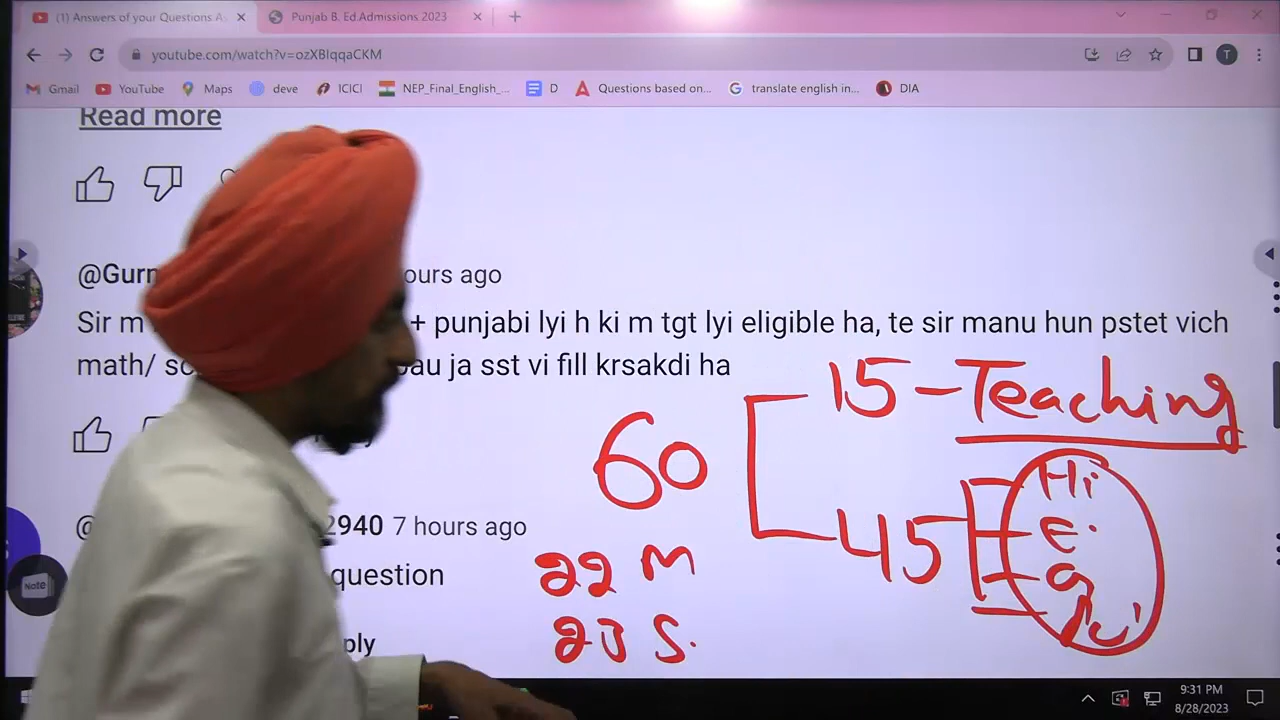 (1) Answers of your Questions.A
Punjab B. Ed.Admissions 2023
youtube.com/watch?v=ozXBIqqaCKM
T
Gmail
YouTube
Maps
deve
ICICI
NEP_Final_English_...
D
Questions based on...
translate english in...
DIA
Read more
@Gurn ours ago
Sir m + punjabi lyi h ki m tgt lyi eligible ha, te sir manu hun pstet vich
math/ sc au ja sst vi fill krsakdi ha
15 - Teaching
60
Hi
E.
45
2940 7 hours ago
22 M
question
Note
23 S.
ply
9:31 PM
8/28/2023